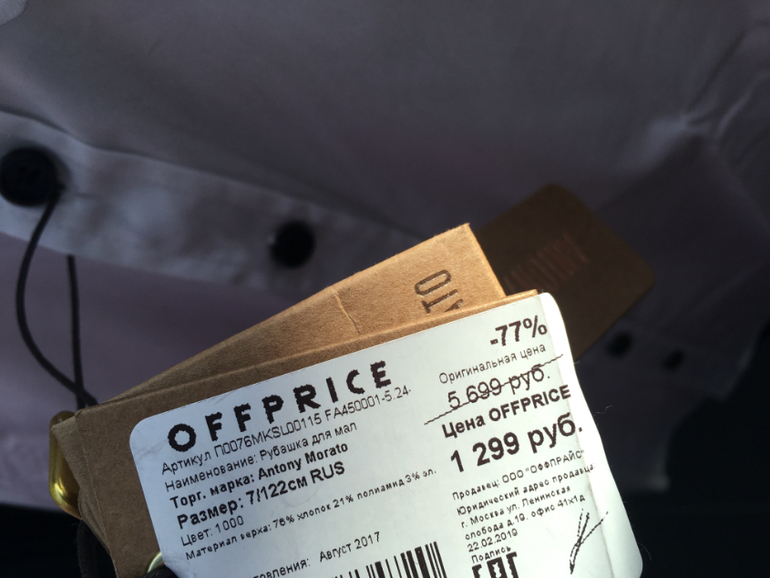 OFFPRICE
Артикул П0076MKSL00115 FA450001-5.24-
Наименование: Рубашка для мал
Торг. марка: Antony Morato
Размер: 7/122см RUS
Цвет: 1000
Материал верха: 76% хлопок 21% полиамид 3% эл.
товления: Август 2017
-77%
Оригинальная цена
5 699 руб.
Цена OFFPRICE
1 299 руб.
Продавец: ООО "ОФФПРАЙС"
Юридический адрес продавца
г. Москва ул. Ленинская
слобода д.19, офис 41х1д
22.02.2019
Подпись